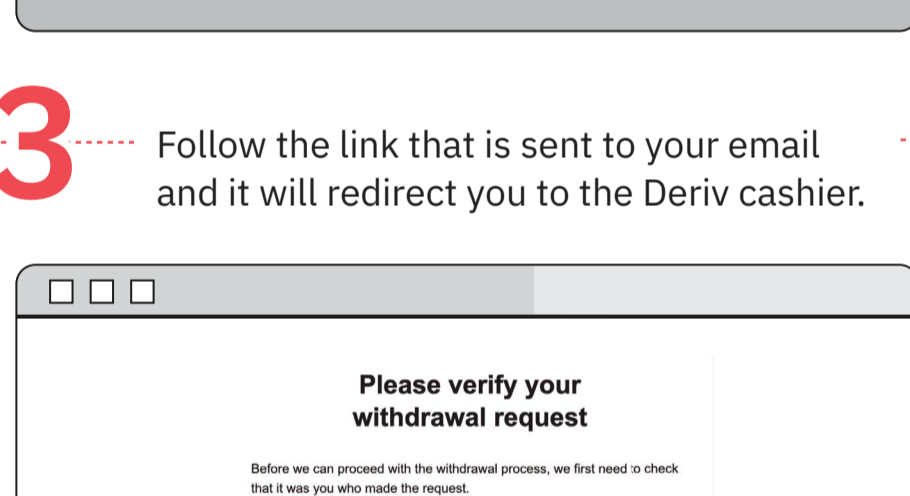 3
Follow the link that is sent to your email
and it will redirect you to the Deriv cashier.
Please verify your
withdrawal request
Before we can proceed with the withdrawal process, we first need to check
that it was you who made the request.